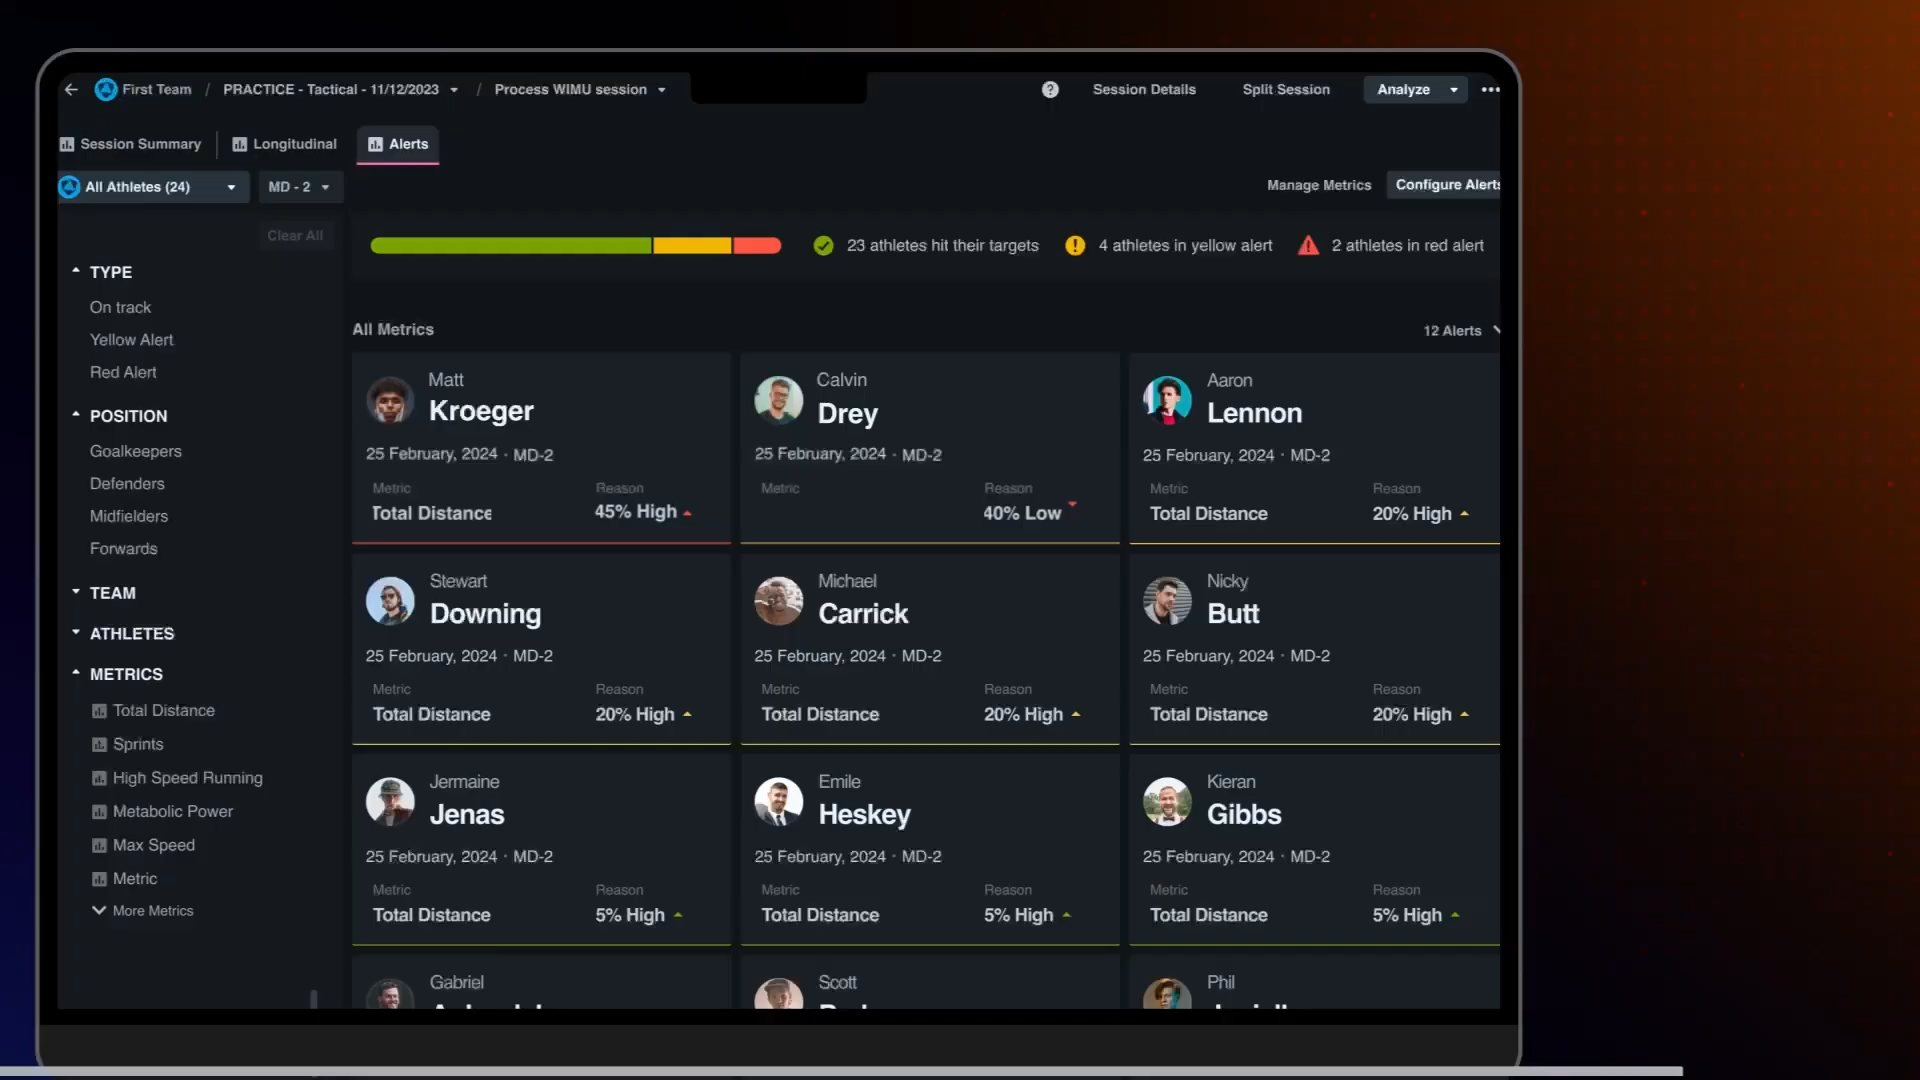 First Team / PRACTICE - Tactical - 11/12/2023 / Process WIMU session
? Session Details Split Session Analyze
Session Summary Longitudinal Alerts
All Athletes (24) MD - 2
Manage Metrics Configure Alerts
Clear All
23 athletes hit their targets 4 athletes in yellow alert 2 athletes in red alert
TYPE
On track
Yellow Alert
Red Alert
POSITION
Goalkeepers
Defenders
Midfielders
Forwards
TEAM
ATHLETES
METRICS
Total Distance
Sprints
High Speed Running
Metabolic Power
Max Speed
Metric
More Metrics
All Metrics
12 Alerts
Matt
Kroeger
25 February, 2024 · MD-2
Metric Reason
Total Distance 45% High
Calvin
Drey
25 February, 2024 · MD-2
Metric Reason
40% Low
Aaron
Lennon
25 February, 2024 · MD-2
Metric Reason
Total Distance 20% High
Stewart
Downing
25 February, 2024 · MD-2
Metric Reason
Total Distance 20% High
Michael
Carrick
25 February, 2024 · MD-2
Metric Reason
Total Distance 20% High
Nicky
Butt
25 February, 2024 · MD-2
Metric Reason
Total Distance 20% High
Jermaine
Jenas
25 February, 2024 · MD-2
Metric Reason
Total Distance 5% High
Emile
Heskey
25 February, 2024 · MD-2
Metric Reason
Total Distance 5% High
Kieran
Gibbs
25 February, 2024 · MD-2
Metric Reason
Total Distance 5% High
Gabriel
Scott
Phil